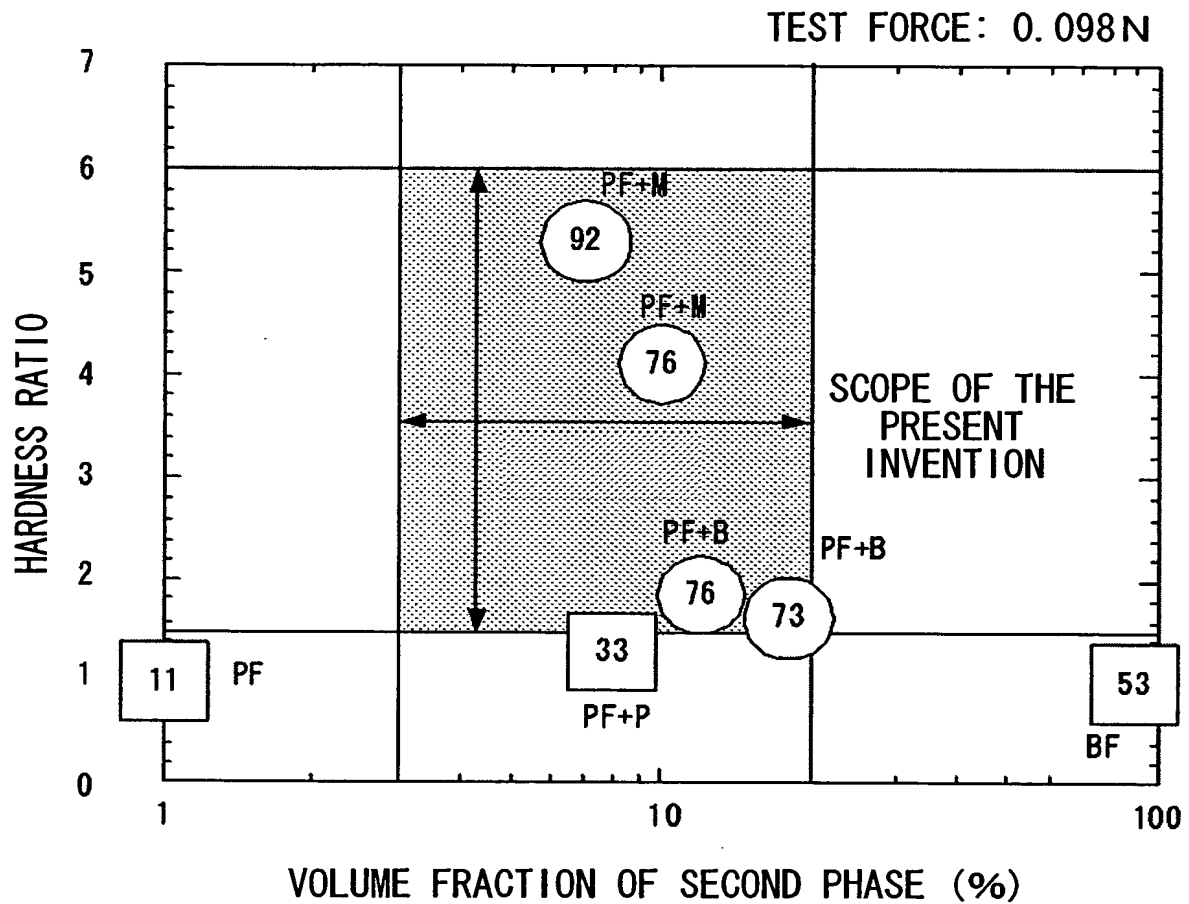 TEST FORCE: 0.098N
7
6
5
4
3
2
1
0
HARDNESS RATIO
PF+M
92
PF+M
76
SCOPE OF THE
PRESENT
INVENTION
PF+B
76
PF+B
73
33
PF+P
11
PF
53
BF
1
10
100
VOLUME FRACTION OF SECOND PHASE (%)